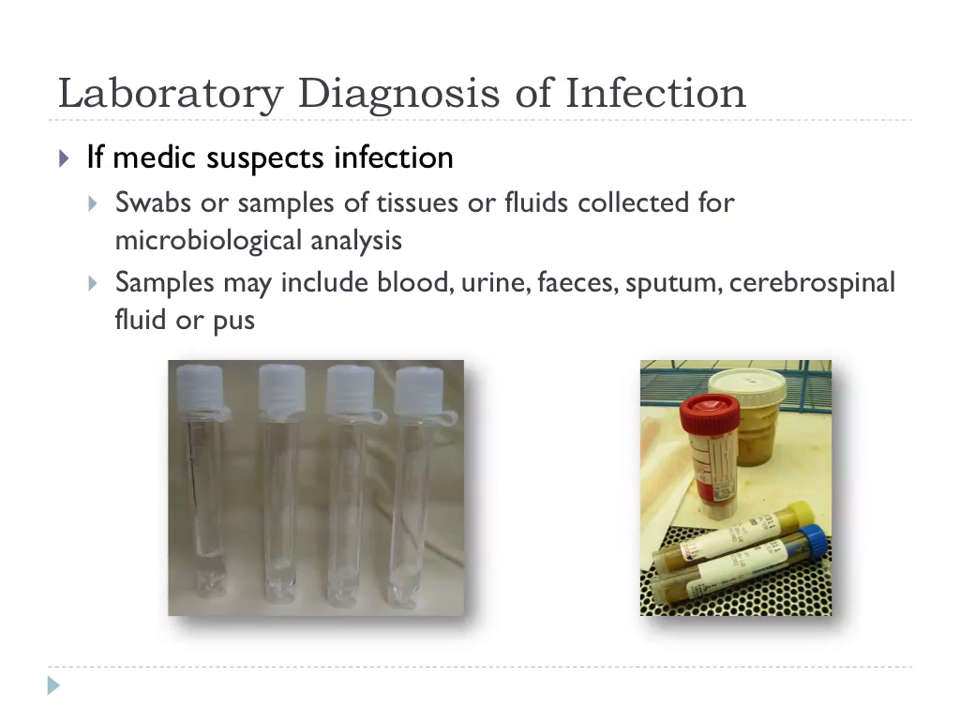 Laboratory Diagnosis of Infection
If medic suspects infection
Swabs or samples of tissues or fluids collected for
microbiological analysis
Samples may include blood, urine, faeces, sputum, cerebrospinal
fluid or pus